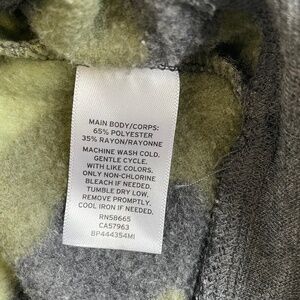 MAIN BODY/CORPS:
65% POLYESTER
35% RAYON/RAYONNE
MACHINE WASH COLD.
GENTLE CYCLE.
WITH LIKE COLORS.
ONLY NON-CHLORINE
BLEACH IF NEEDED.
TUMBLE DRY LOW.
REMOVE PROMPTLY.
COOL IRON IF NEEDED.
RN58665
CA57963
BP444354MI